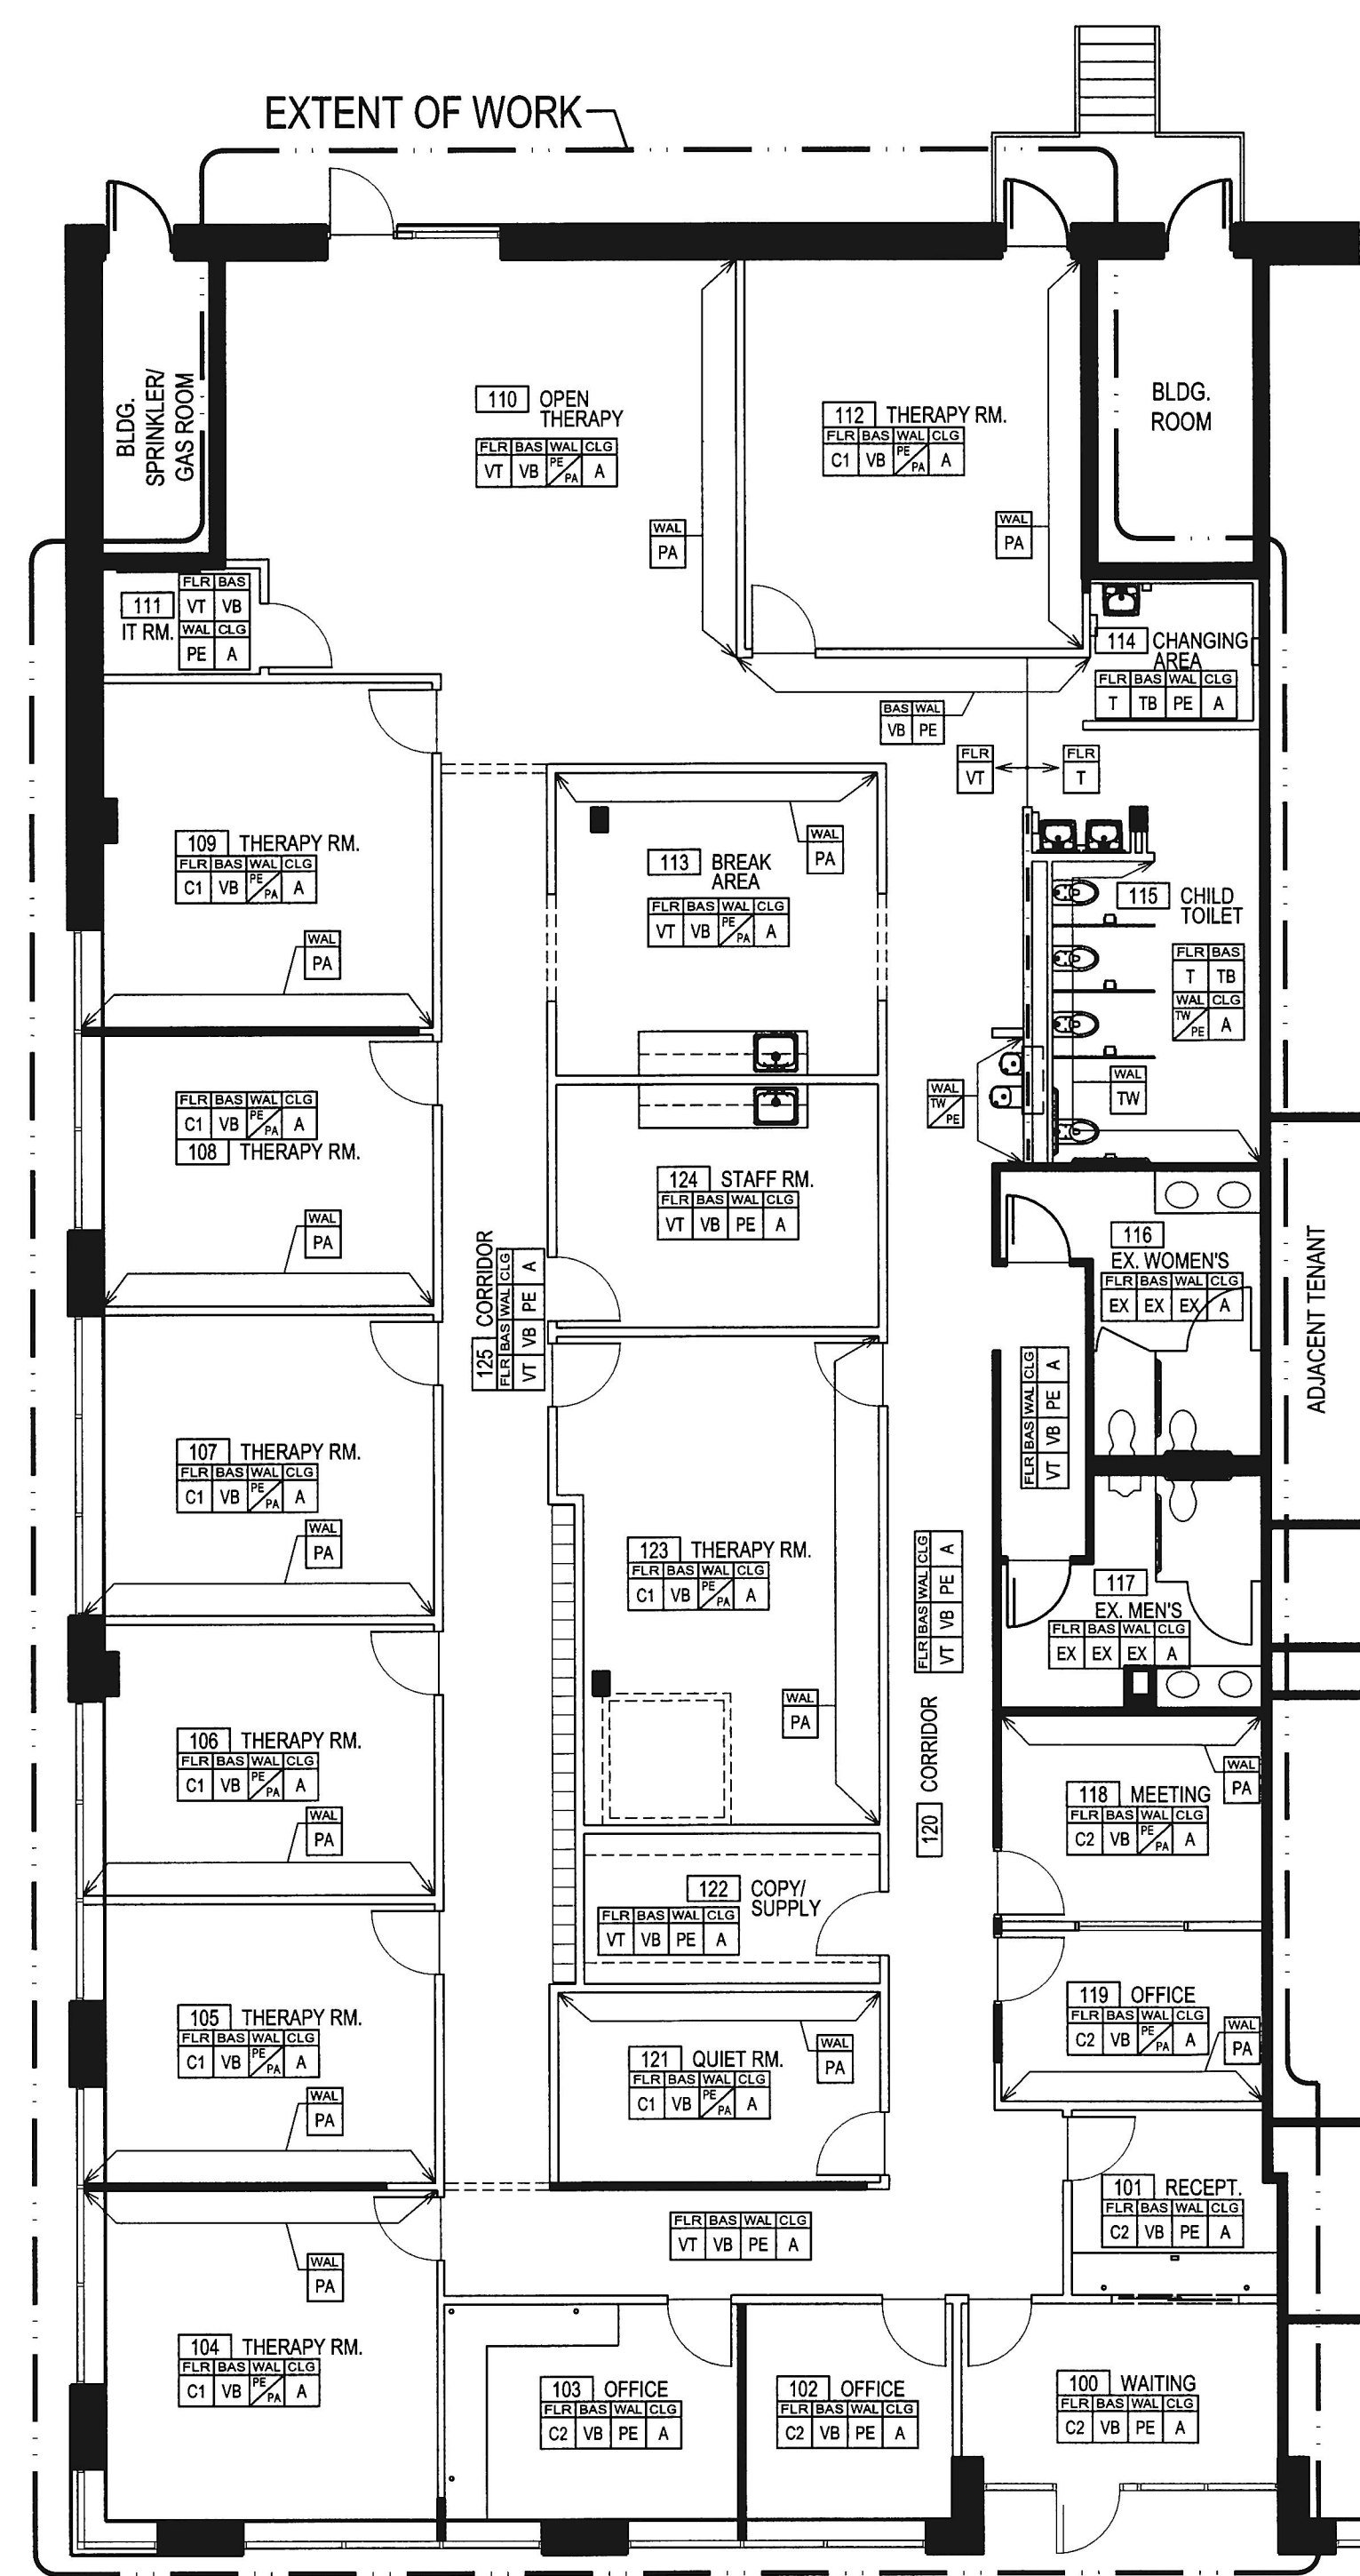 EXTENT OF WORK
BLDG.
SPRINKLER/
GAS ROOM
110 OPEN
THERAPY
FLR BAS WAL CLG
VT VB PE/PA A
112 THERAPY RM.
FLR BAS WAL CLG
C1 VB PE/PA A
BLDG.
ROOM
WAL
PA
WAL
PA
111
IT RM.
FLR BAS
VT VB
WAL CLG
PE A
114 CHANGING
AREA
FLR BAS WAL CLG
T TB PE A
BAS WAL
VB PE
FLR
VT
FLR
T
109 THERAPY RM.
FLR BAS WAL CLG
C1 VB PE/PA A
WAL
PA
113 BREAK
AREA
FLR BAS WAL CLG
VT VB PE/PA A
WAL
PA
115 CHILD
TOILET
FLR BAS
T TB
WAL CLG
TW/PE A
WAL
TW
WAL
TW/PE
FLR BAS WAL CLG
C1 VB PE/PA A
108 THERAPY RM.
WAL
PA
124 STAFF RM.
FLR BAS WAL CLG
VT VB PE A
125 CORRIDOR
FLR BAS WAL CLG
VT VB PE A
116
EX. WOMEN'S
FLR BAS WAL CLG
EX EX EX A
ADJACENT TENANT
FLR BAS WAL CLG
VT VB PE A
107 THERAPY RM.
FLR BAS WAL CLG
C1 VB PE/PA A
WAL
PA
123 THERAPY RM.
FLR BAS WAL CLG
C1 VB PE/PA A
WAL
PA
FLR BAS WAL CLG
VT VB PE A
120 CORRIDOR
117
EX. MEN'S
FLR BAS WAL CLG
EX EX EX A
106 THERAPY RM.
FLR BAS WAL CLG
C1 VB PE/PA A
WAL
PA
118 MEETING
FLR BAS WAL CLG
C2 VB PE/PA A
WAL
PA
122 COPY/
SUPPLY
FLR BAS WAL CLG
VT VB PE A
105 THERAPY RM.
FLR BAS WAL CLG
C1 VB PE/PA A
WAL
PA
119 OFFICE
FLR BAS WAL CLG
C2 VB PE/PA A
WAL
PA
121 QUIET RM.
FLR BAS WAL CLG
C1 VB PE/PA A
WAL
PA
101 RECEPT.
FLR BAS WAL CLG
C2 VB PE A
FLR BAS WAL CLG
VT VB PE A
WAL
PA
104 THERAPY RM.
FLR BAS WAL CLG
C1 VB PE/PA A
103 OFFICE
FLR BAS WAL CLG
C2 VB PE A
102 OFFICE
FLR BAS WAL CLG
C2 VB PE A
100 WAITING
FLR BAS WAL CLG
C2 VB PE A